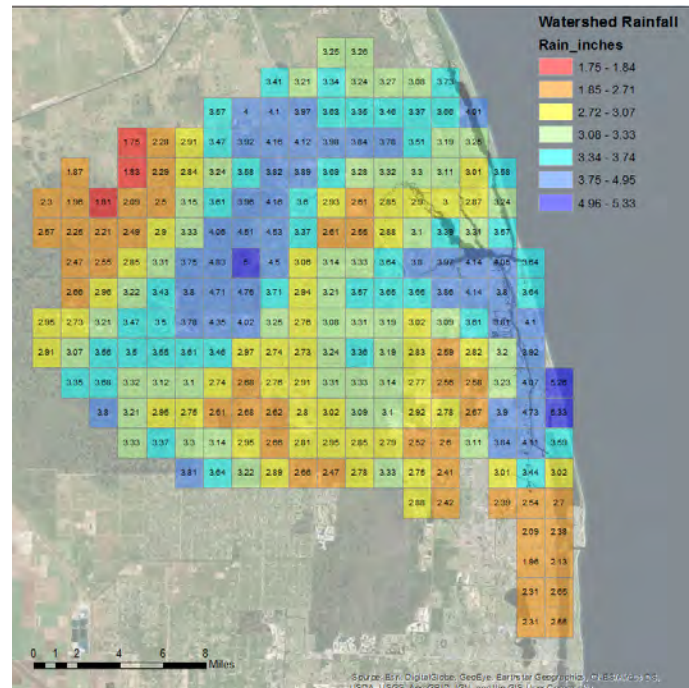 Watershed Rainfall
Rain_inches
1.75 - 1.84
1.85 - 2.71
2.72 - 3.07
3.08 - 3.33
3.34 - 3.74
3.75 - 4.95
4.96 - 5.33
3.25 3.26
3.41 3.21 3.34 3.24 3.27 3.08 3.73
3.57 4 4.1 3.97 3.63 3.35 3.46 3.37 3.66 4.01
1.75 2.28 2.91 3.47 3.92 4.16 4.12 3.98 3.84 3.78 3.51 3.19 3.25
1.87 1.83 2.29 2.84 3.24 3.58 3.82 3.89 3.69 3.28 3.32 3.3 3.11 3.01 3.58
2.3 1.96 1.81 2.09 2.5 3.15 3.61 3.96 4.16 3.6 2.93 2.61 2.85 2.9 3 2.87 3.24
2.57 2.26 2.21 2.49 2.9 3.33 4.06 4.51 4.53 3.37 2.61 2.56 2.88 3.1 3.39 3.31 3.57
2.47 2.55 2.85 3.31 3.75 4.83 5 4.5 3.06 3.14 3.33 3.64 3.8 3.97 4.14 4.05 3.64
2.66 2.96 3.22 3.43 3.8 4.71 4.76 3.71 2.94 3.21 3.57 3.65 3.66 3.86 4.14 3.8 3.64
2.95 2.73 3.21 3.47 3.5 3.78 4.35 4.02 3.25 2.76 3.08 3.31 3.19 3.02 3.09 3.61 3.81 4.1
2.91 3.07 3.56 3.5 3.55 3.61 3.46 2.97 2.74 2.73 3.24 3.36 3.19 2.83 2.59 2.82 3.2 3.92
3.35 3.68 3.32 3.12 3.1 2.74 2.68 2.76 2.91 3.31 3.33 3.14 2.77 2.56 2.58 3.23 4.07 5.26
3.8 3.21 2.86 2.76 2.61 2.68 2.62 2.8 3.02 3.09 3.1 2.92 2.78 2.67 3.9 4.73 5.33
3.33 3.37 3.3 3.14 2.95 2.66 2.81 2.95 2.85 2.79 2.52 2.6 3.11 3.84 4.11 3.59
3.81 3.64 3.22 2.89 2.66 2.47 2.78 3.33 2.75 2.41 3.01 3.44 3.02
2.88 2.42 2.39 2.54 2.7
2.09 2.38
1.96 2.13
2.31 2.65
2.31 2.68
0 1 2 4 6 8
Miles
Source: Esri, DigitalGlobe, GeoEye, Earthstar Geographics,